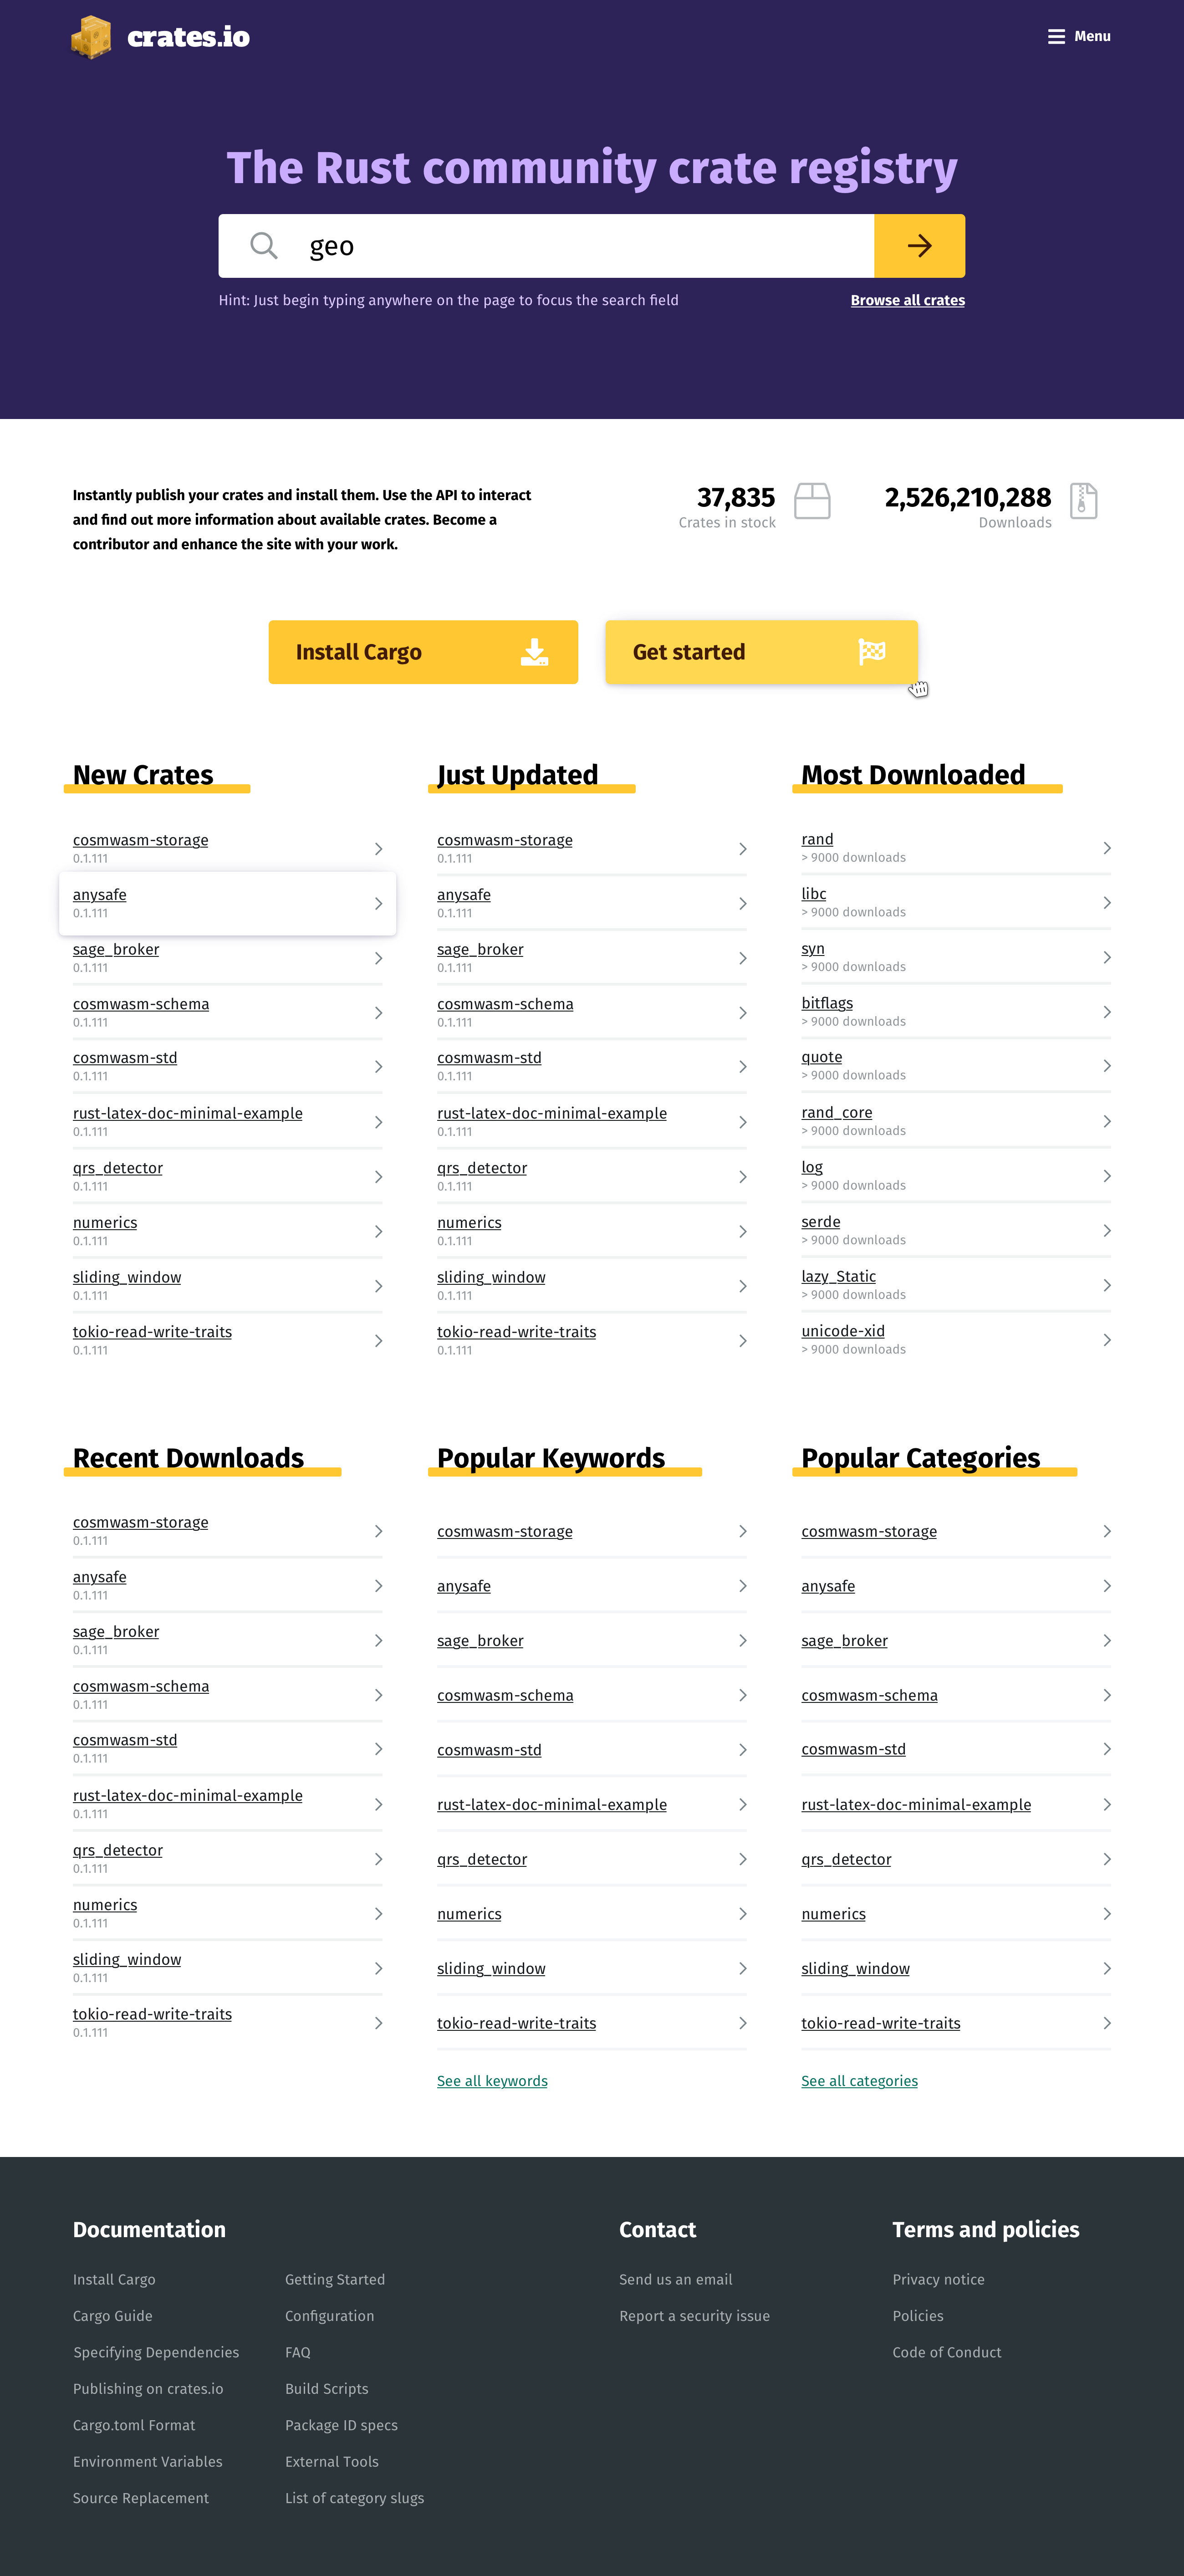 crates.io
Menu
The Rust community crate registry
geo
Hint: Just begin typing anywhere on the page to focus the search field
Browse all crates
Instantly publish your crates and install them. Use the API to interact
and find out more information about available crates. Become a
contributor and enhance the site with your work.
37,835
Crates in stock
2,526,210,288
Downloads
Install Cargo
Get started
New Crates
cosmwasm-storage
0.1.111
anysafe
0.1.111
sage_broker
0.1.111
cosmwasm-schema
0.1.111
cosmwasm-std
0.1.111
rust-latex-doc-minimal-example
0.1.111
qrs_detector
0.1.111
numerics
0.1.111
sliding_window
0.1.111
tokio-read-write-traits
0.1.111
Just Updated
cosmwasm-storage
0.1.111
anysafe
0.1.111
sage_broker
0.1.111
cosmwasm-schema
0.1.111
cosmwasm-std
0.1.111
rust-latex-doc-minimal-example
0.1.111
qrs_detector
0.1.111
numerics
0.1.111
sliding_window
0.1.111
tokio-read-write-traits
0.1.111
Most Downloaded
rand
> 9000 downloads
libc
> 9000 downloads
syn
> 9000 downloads
bitflags
> 9000 downloads
quote
> 9000 downloads
rand_core
> 9000 downloads
log
> 9000 downloads
serde
> 9000 downloads
lazy_Static
> 9000 downloads
unicode-xid
> 9000 downloads
Recent Downloads
cosmwasm-storage
0.1.111
anysafe
0.1.111
sage_broker
0.1.111
cosmwasm-schema
0.1.111
cosmwasm-std
0.1.111
rust-latex-doc-minimal-example
0.1.111
qrs_detector
0.1.111
numerics
0.1.111
sliding_window
0.1.111
tokio-read-write-traits
0.1.111
Popular Keywords
cosmwasm-storage
anysafe
sage_broker
cosmwasm-schema
cosmwasm-std
rust-latex-doc-minimal-example
qrs_detector
numerics
sliding_window
tokio-read-write-traits
See all keywords
Popular Categories
cosmwasm-storage
anysafe
sage_broker
cosmwasm-schema
cosmwasm-std
rust-latex-doc-minimal-example
qrs_detector
numerics
sliding_window
tokio-read-write-traits
See all categories
Documentation
Install Cargo
Cargo Guide
Specifying Dependencies
Publishing on crates.io
Cargo.toml Format
Environment Variables
Source Replacement
Getting Started
Configuration
FAQ
Build Scripts
Package ID specs
External Tools
List of category slugs
Contact
Send us an email
Report a security issue
Terms and policies
Privacy notice
Policies
Code of Conduct